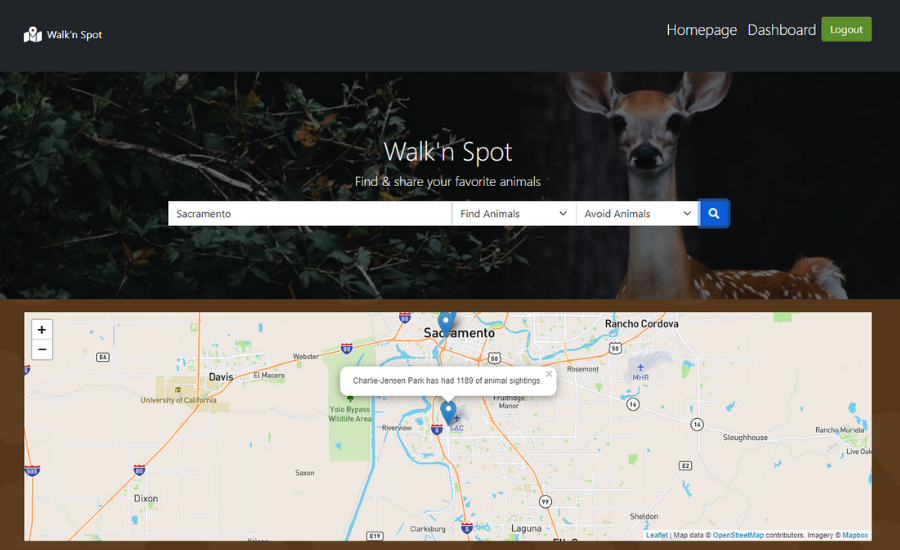 Walk'n Spot
Homepage Dashboard Logout
Walk'n Spot
Find & share your favorite animals
Sacramento Find Animals Avoid Animals
+
−
80
Sacramento
Rancho Cordova
50
E6
Webster
80
50
Davis
El Macero
Rosemont
MHR
University of California
Charlie-Jensen Park has had 1189 of animal sightings. ×
Fruitridge
Manor
16
Yolo Bypass
Wildlife Area
Riverview
5
SAC
16
Sloughhouse
Rancho Murieta
Live Oak
Saxon
E2
505
80
Dixon
99
Sheldon
Clarksburg
5
Laguna
E19
Leaflet | Map data © OpenStreetMap contributors, Imagery © Mapbox